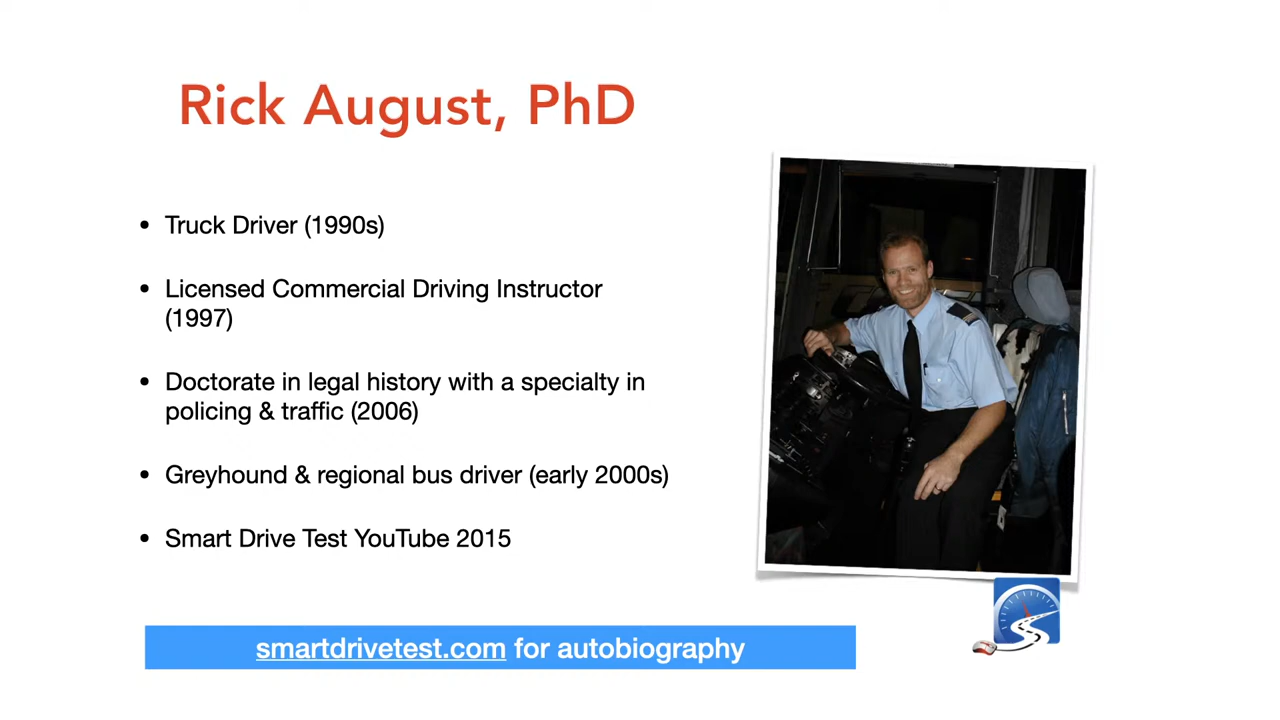 Rick August, PhD
• Truck Driver (1990s)
• Licensed Commercial Driving Instructor
(1997)
• Doctorate in legal history with a specialty in
policing & traffic (2006)
• Greyhound & regional bus driver (early 2000s)
• Smart Drive Test YouTube 2015
smartdrivetest.com for autobiography